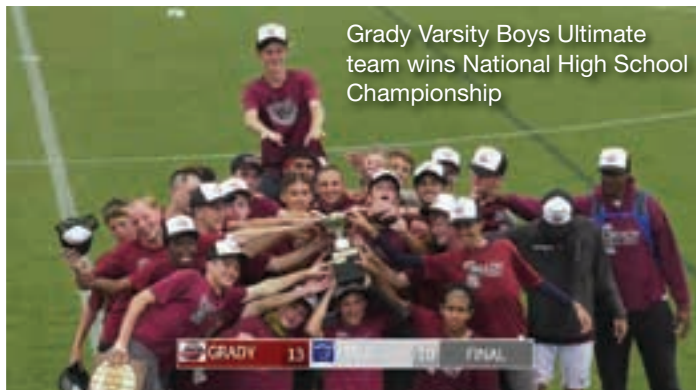 Grady Varsity Boys Ultimate
team wins National High School
Championship
GRADY 13 10 FINAL